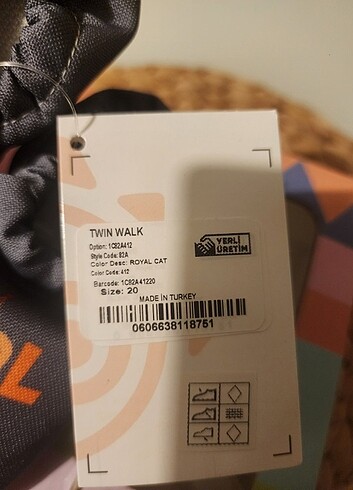 TWIN WALK
Option: 1C82A412
Style Code: 82A
Color Desc: ROYAL CAT
Color Code: 412
Barcode: 1C82A41220
Size: 20
MADE IN TURKEY
0606638118751
YERLİ
ÜRETİM